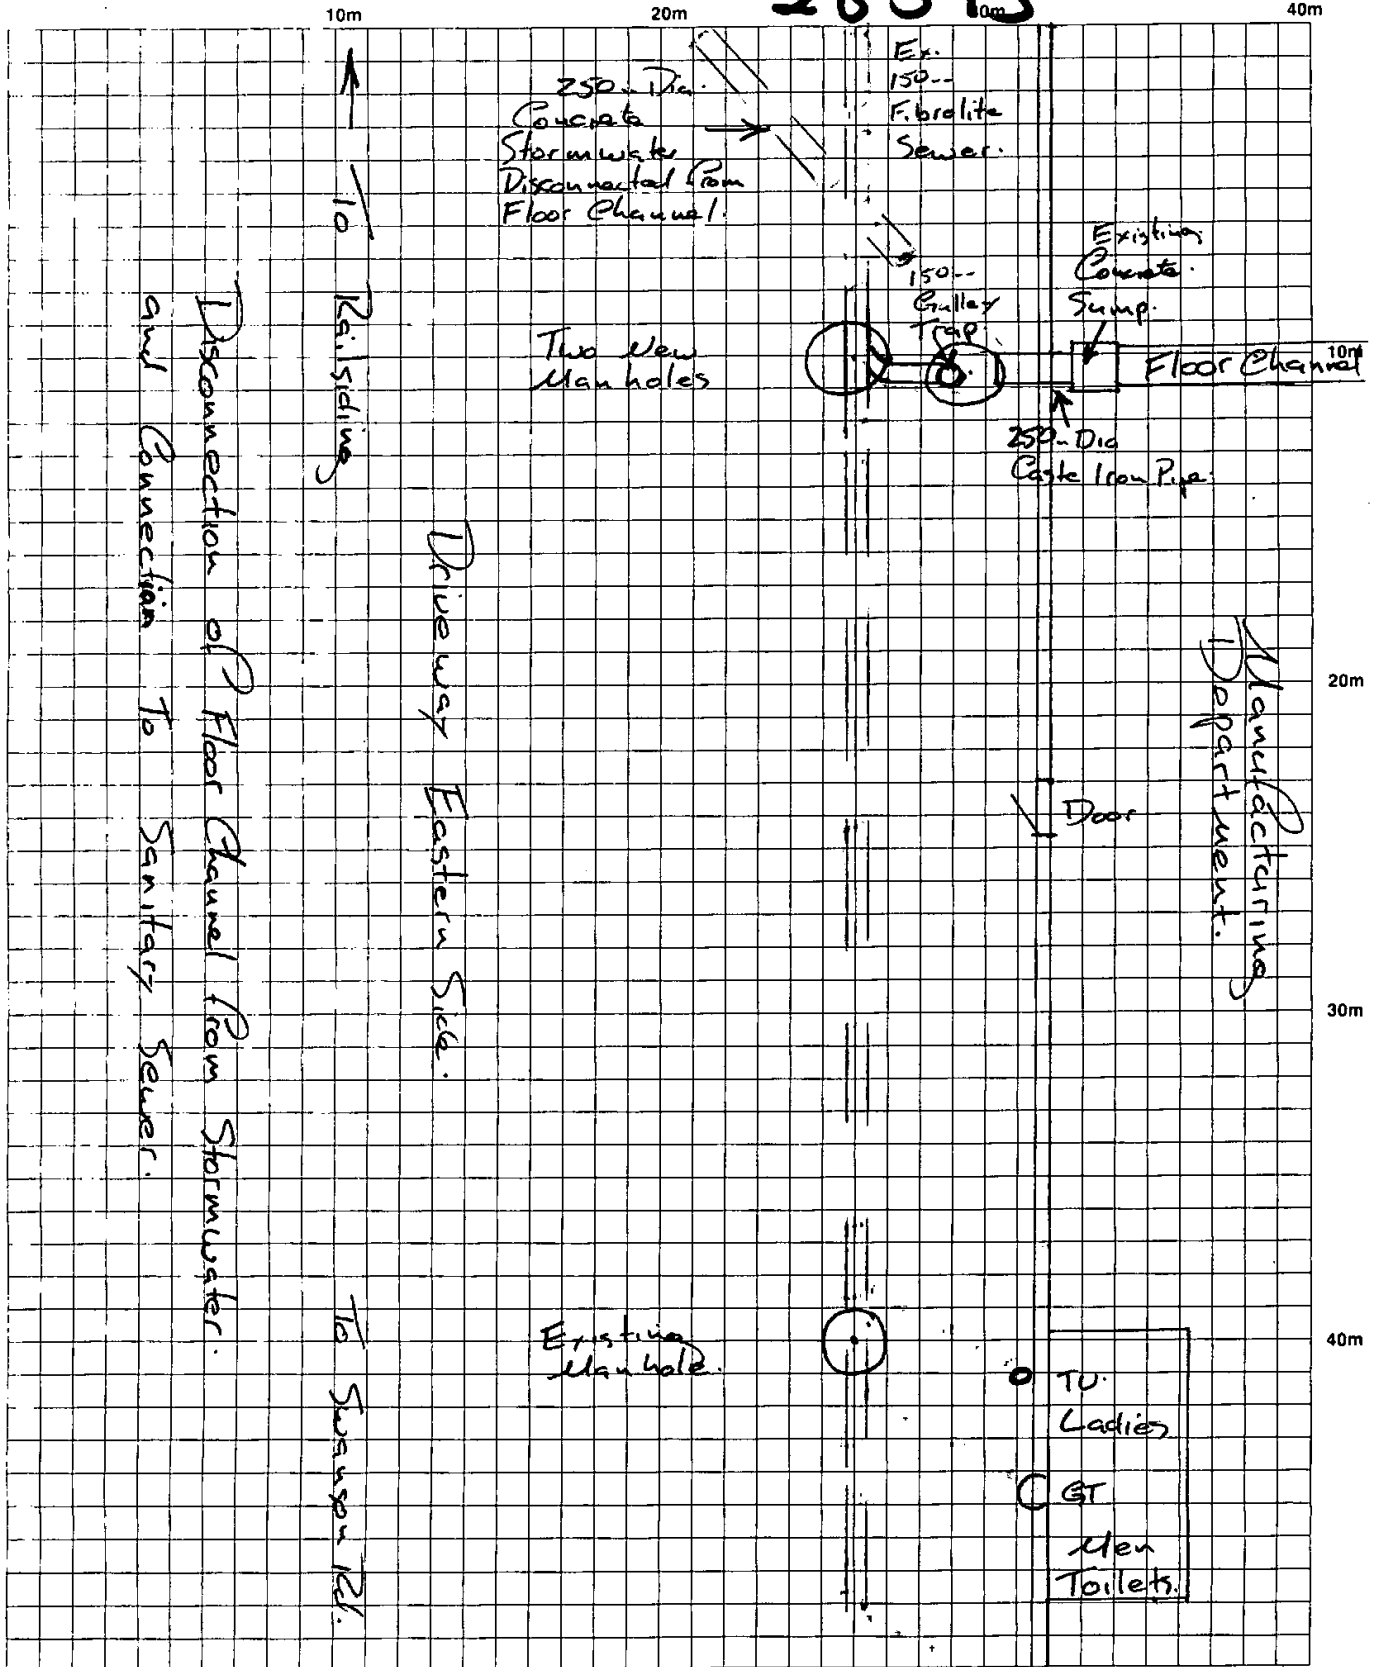 10m
20m
30m
40m
250-Dia.
Concrete
Stormwater
Disconnected from
Floor Channel.
Ex.
150--
Fibrolite
Sewer.
Existing
Concrete.
Sump.
150--
Gulley
Trap
Two New
Manholes
10m
Floor Channel
250-Dia
Caste Iron Pipe.
To Railsiding
Disconnection of Floor Channel from Stormwater.
and Connection To Sanitary Sewer.
Driveway Eastern Side.
Manufacturing
Department.
20m
Door
30m
To Swanson Rd.
Existing
Manhole.
40m
TV.
Ladies
GT
Men
Toilets.